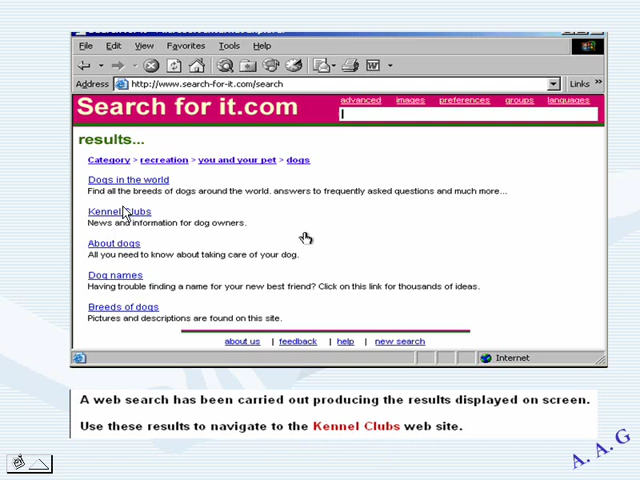 File Edit View Favorites Tools Help
Address http://www.search-for-it.com/search Links »
Search for it.com
advanced images preferences groups languages
results...
Category > recreation > you and your pet > dogs
Dogs in the world
Find all the breeds of dogs around the world. answers to frequently asked questions and much more...
Kennel Clubs
News and information for dog owners.
About dogs
All you need to know about taking care of your dog.
Dog names
Having trouble finding a name for your new best friend? Click on this link for thousands of ideas.
Breeds of dogs
Pictures and descriptions are found on this site.
about us | feedback | help | new search
Internet
A web search has been carried out producing the results displayed on screen.
Use these results to navigate to the Kennel Clubs web site.
A. A. G